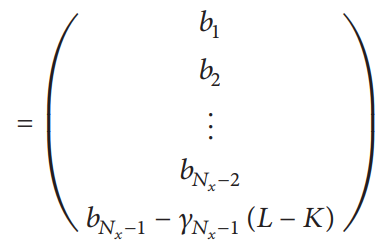 b_1
b_2
= ⋮
b_{N_x−2}
b_{N_x−1} − γ_{N_x−1} (L − K)